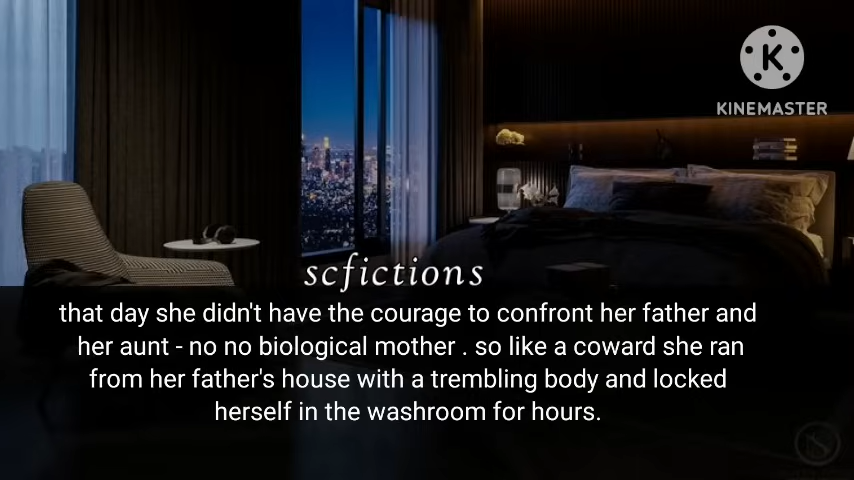 KINEMASTER
scfictions
that day she didn't have the courage to confront her father and
her aunt - no no biological mother . so like a coward she ran
from her father's house with a trembling body and locked
herself in the washroom for hours.